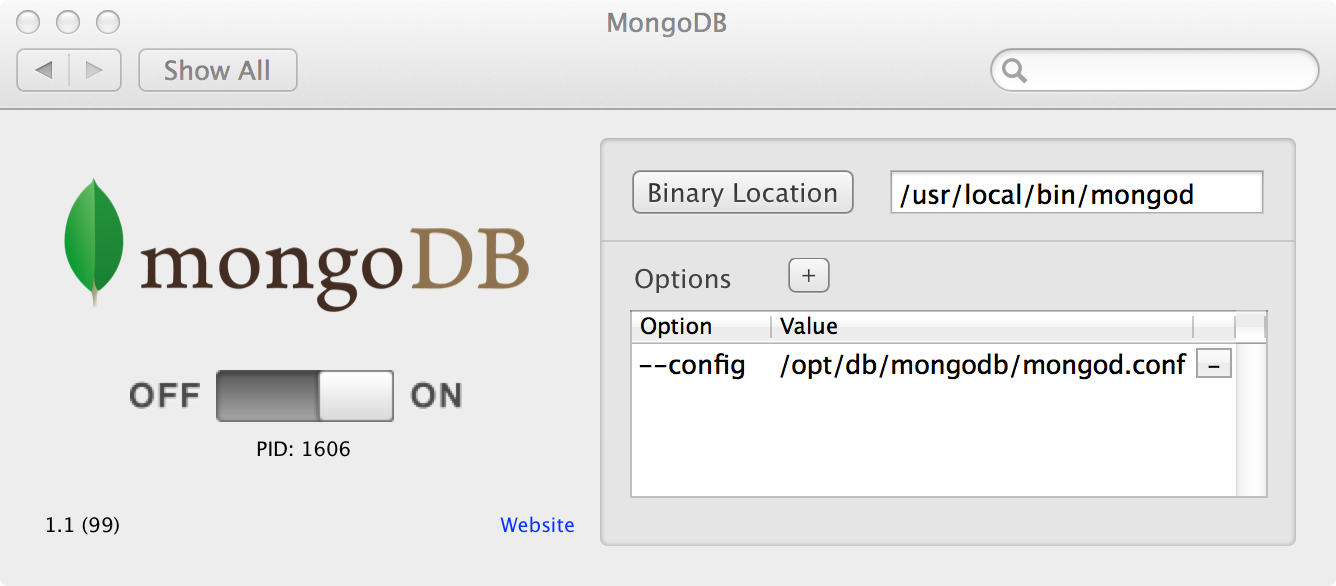 MongoDB
Show All
mongoDB
Binary Location
/usr/local/bin/mongod
Options
+
Option Value
--config /opt/db/mongodb/mongod.conf –
OFF ON
PID: 1606
1.1 (99)
Website